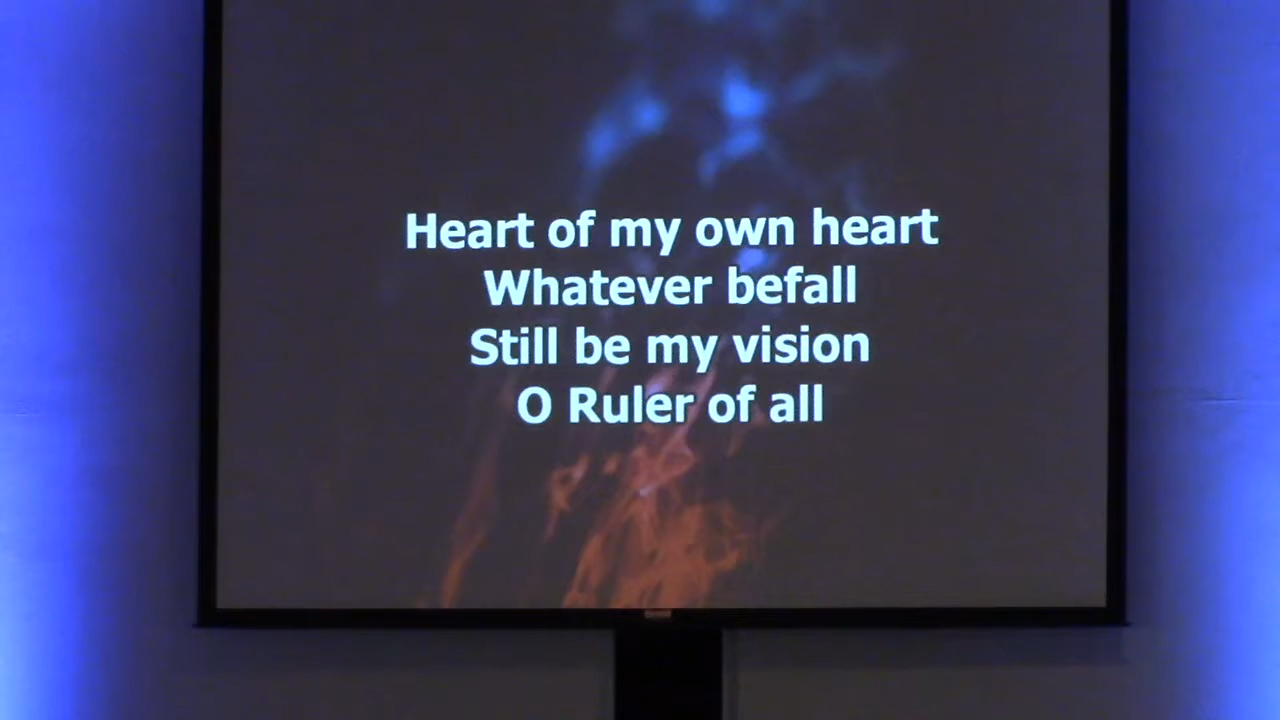 Heart of my own heart
Whatever befall
Still be my vision
O Ruler of all